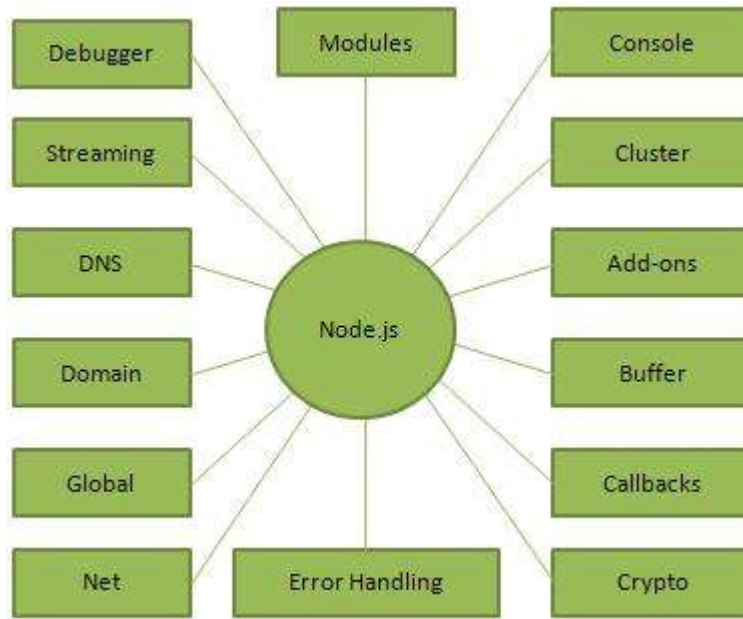 Debugger
Modules
Console
Streaming
Cluster
DNS
Add-ons
Node.js
Domain
Buffer
Global
Callbacks
Net
Error Handling
Crypto